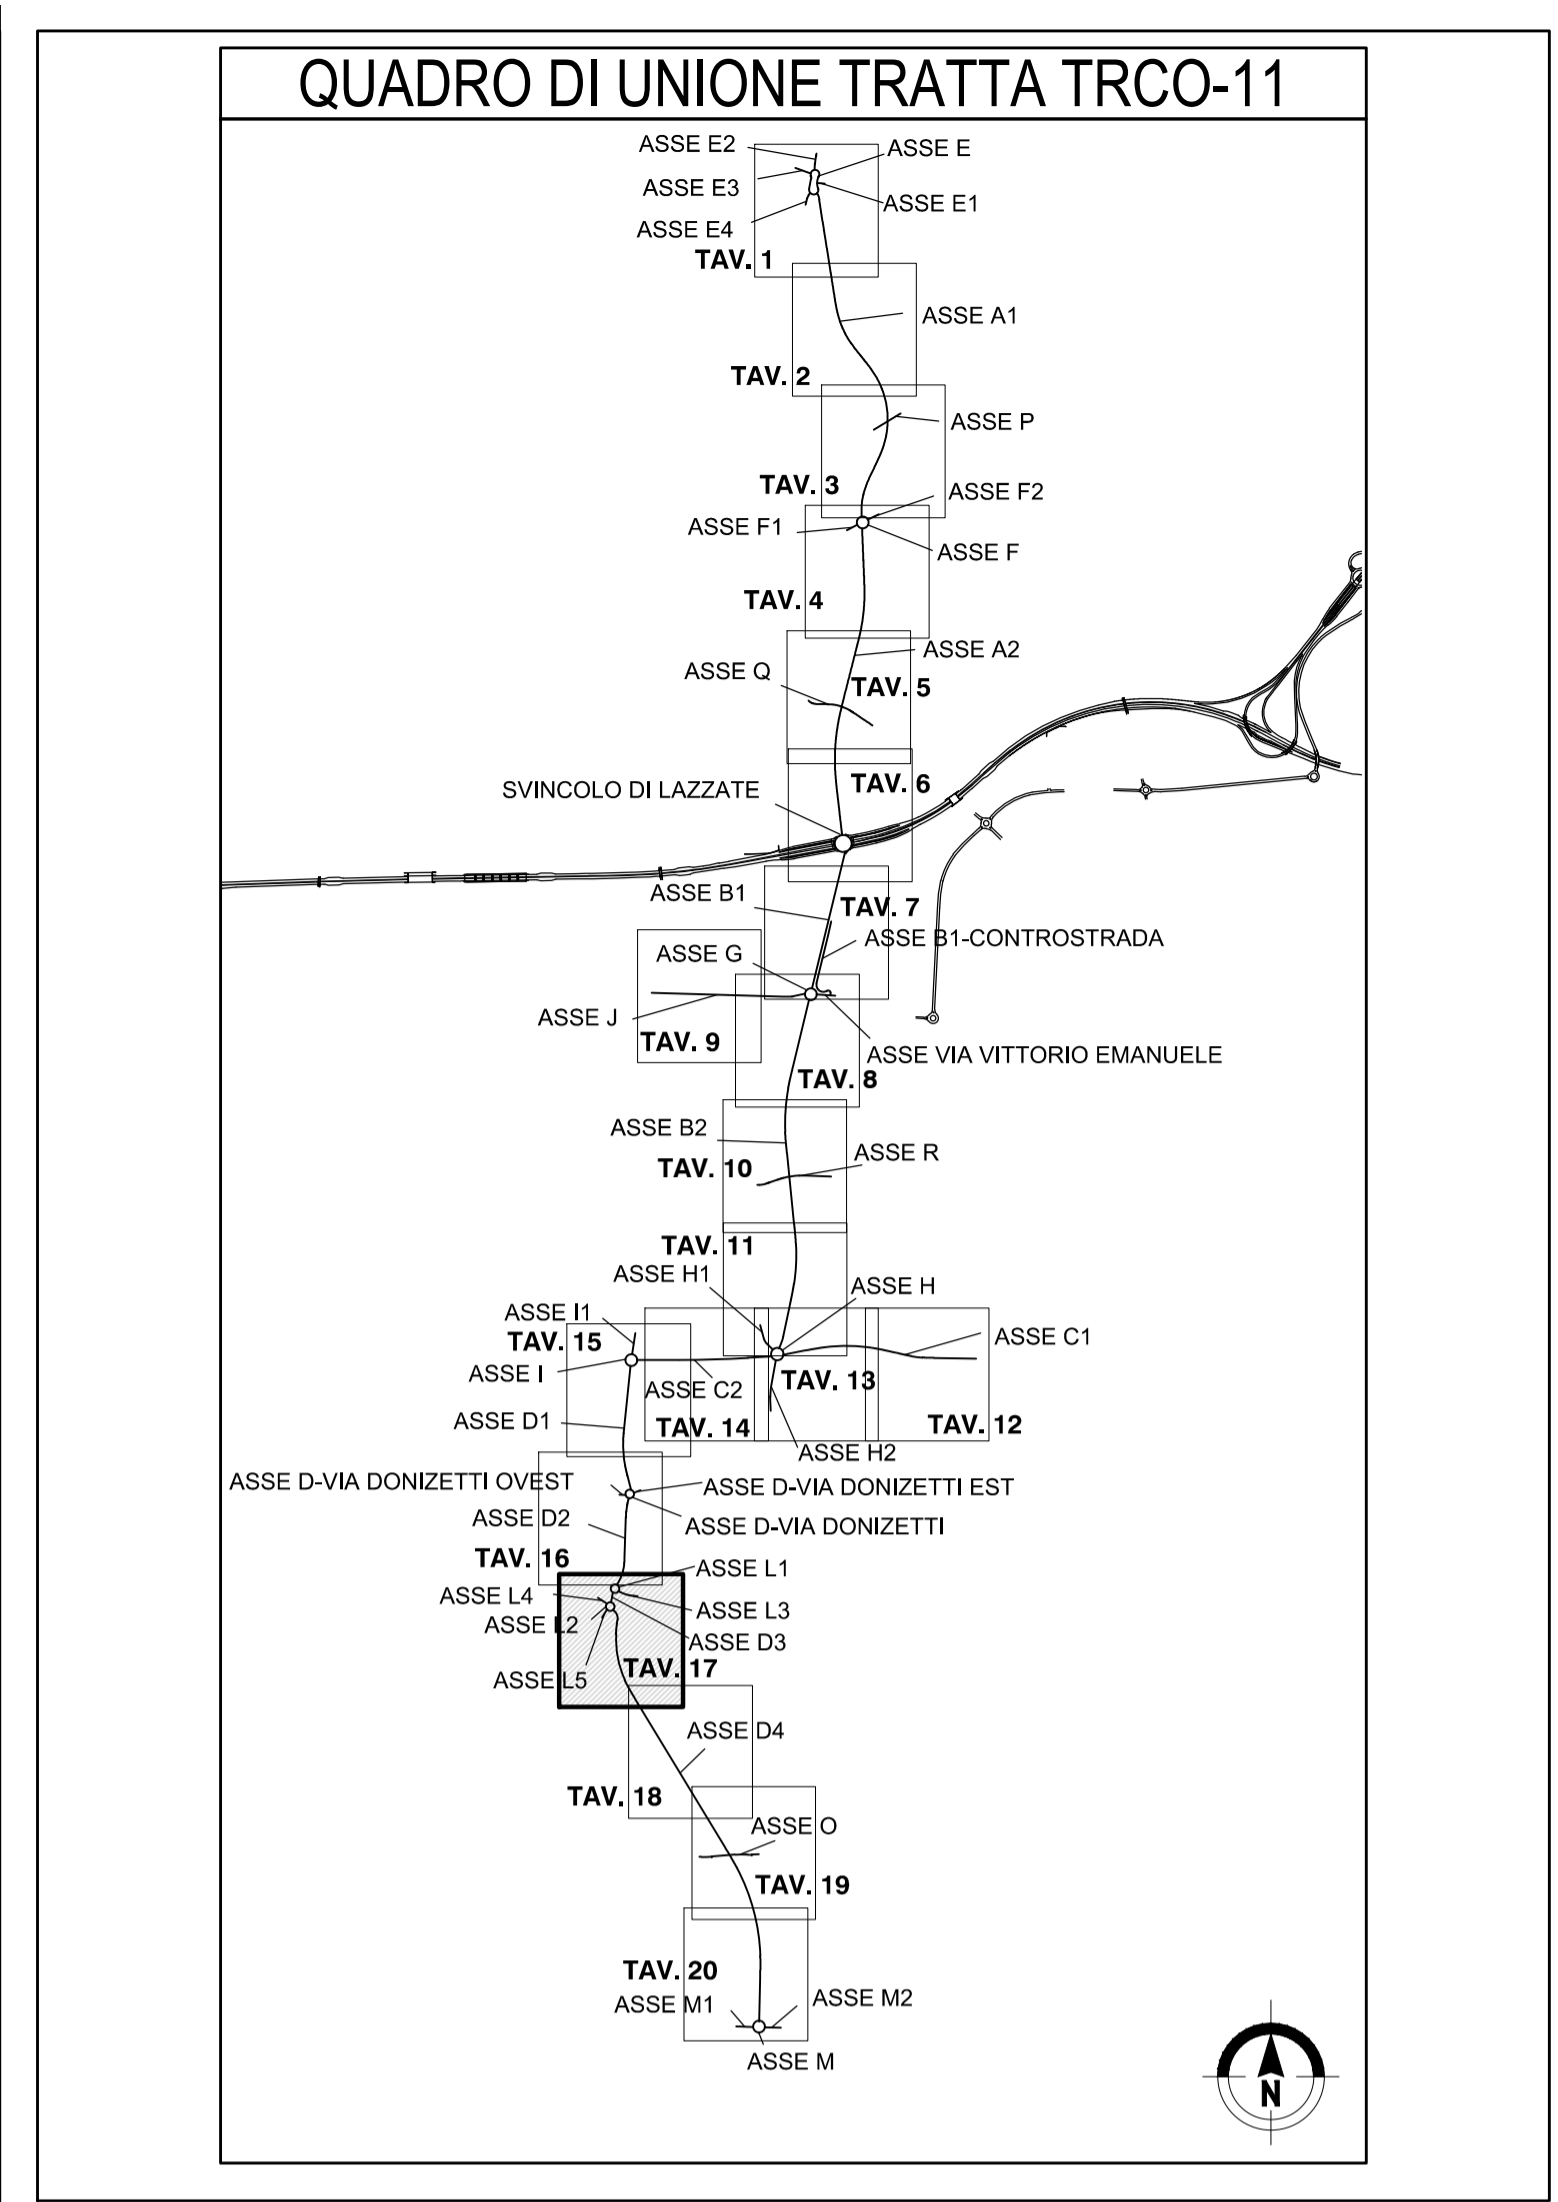 QUADRO DI UNIONE TRATTA TRCO-11
ASSE E2
ASSE E
ASSE E3
ASSE E1
ASSE E4
TAV. 1
ASSE A1
TAV. 2
ASSE P
TAV. 3
ASSE F2
ASSE F1
ASSE F
TAV. 4
ASSE A2
ASSE Q
TAV. 5
SVINCOLO DI LAZZATE
TAV. 6
ASSE B1
TAV. 7
ASSE B1-CONTROSTRADA
ASSE G
ASSE J
TAV. 9
ASSE VIA VITTORIO EMANUELE
TAV. 8
ASSE B2
ASSE R
TAV. 10
TAV. 11
ASSE H1
ASSE H
ASSE I1
TAV. 15
ASSE C1
ASSE I
ASSE C2
TAV. 13
ASSE D1
TAV. 14
TAV. 12
ASSE H2
ASSE D-VIA DONIZETTI OVEST
ASSE D-VIA DONIZETTI EST
ASSE D2
ASSE D-VIA DONIZETTI
TAV. 16
ASSE L1
ASSE L4
ASSE L3
ASSE L2
ASSE D3
TAV. 17
ASSE L5
ASSE D4
TAV. 18
ASSE O
TAV. 19
TAV. 20
ASSE M1
ASSE M2
ASSE M
N